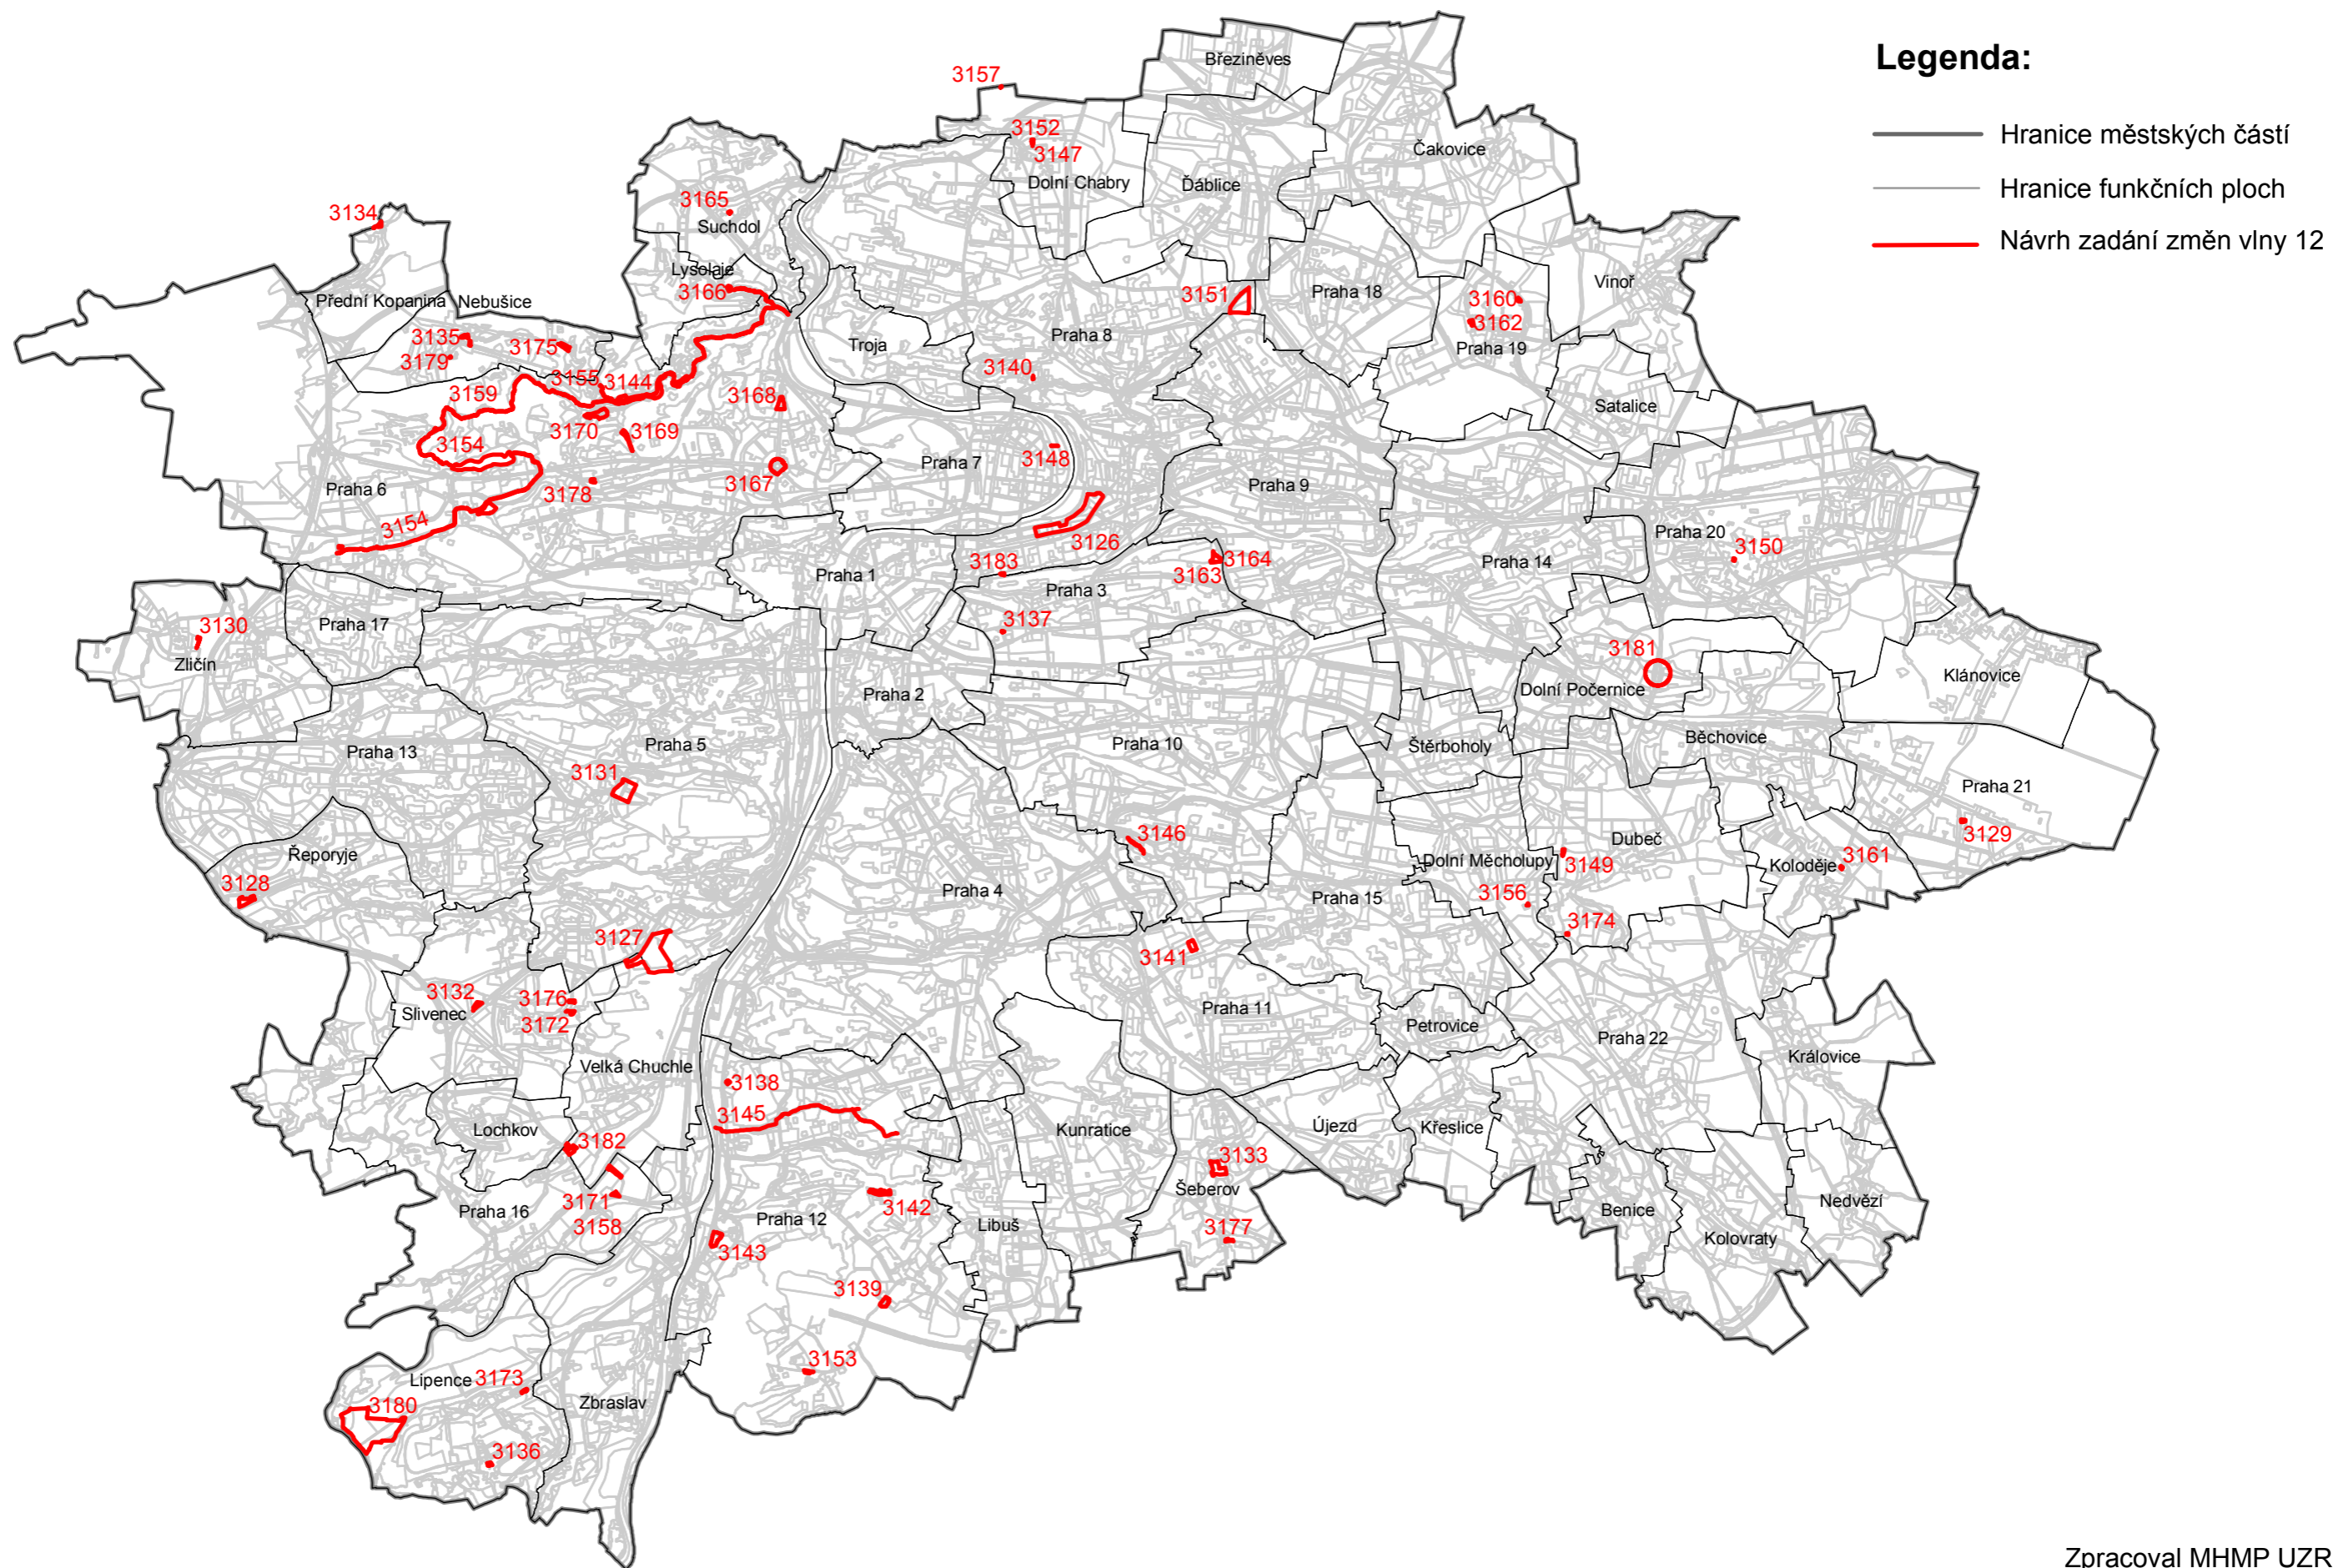 Legenda:
Hranice městských částí
Hranice funkčních ploch
Návrh zadání změn vlny 12
Březiněves
3157
3152
3147
Dolní Chabry
Ďáblice
Čakovice
3165
Suchdol
3134
Lysolaje
3166
Přední Kopanina
Nebušice
3151
Praha 18
3160
3162
Praha 19
Vinoř
3135
3179
3175
Troja
Praha 8
3140
3155
3144
3159
3168
Satalice
3170
3169
3154
3148
Praha 7
3167
Praha 6
3178
Praha 9
3154
3126
Praha 20
3150
3183
3163
3164
Praha 14
Praha 1
Praha 3
3137
Praha 17
3130
Zličín
3181
Dolní Počernice
Klánovice
Praha 2
Praha 5
Praha 10
Praha 13
Štěrboholy
Běchovice
3131
Praha 21
3129
3146
Řeporyje
Dubeč
Dolní Měcholupy
3149
3161
Koloděje
3128
Praha 4
Praha 15
3156
3174
3127
3141
3132
Slivenec
3176
3172
Praha 11
Petrovice
Praha 22
Královice
Velká Chuchle
3138
3145
Lochkov
3182
Kunratice
Újezd
Křeslice
3133
Šeberov
3171
3158
Praha 16
3142
Praha 12
Libuš
3143
3177
Benice
Nedvězí
Kolovraty
3139
3153
Lipence
3173
Zbraslav
3180
3136
Zpracoval MHMP UZR